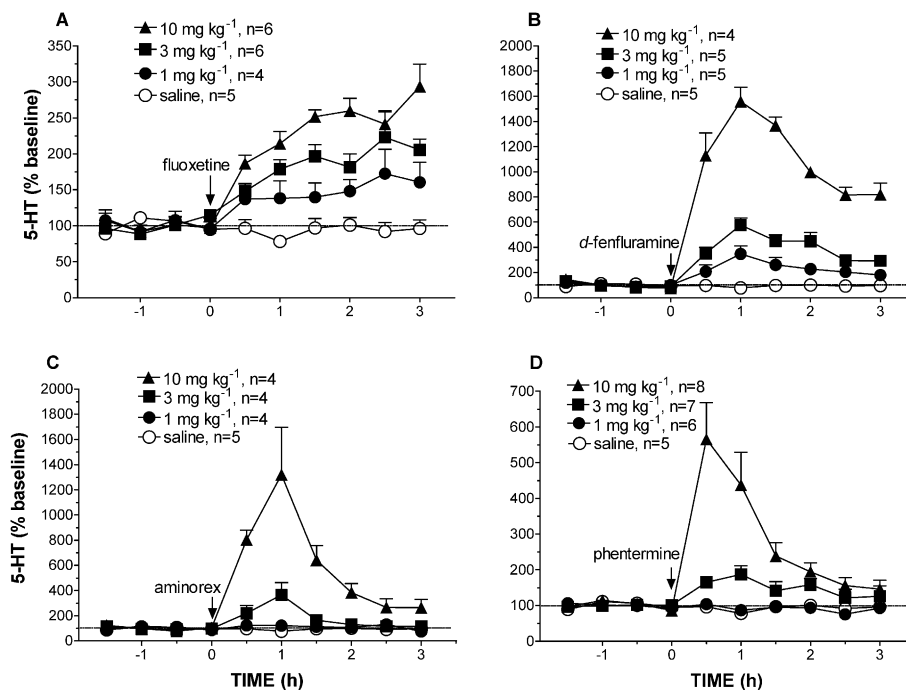 A
10 mg kg⁻¹, n=6
3 mg kg⁻¹, n=6
1 mg kg⁻¹, n=4
saline, n=5
350
300
250
200
150
100
50
0
5-HT (% baseline)
fluoxetine
-1 0 1 2 3
B
10 mg kg⁻¹, n=4
3 mg kg⁻¹, n=5
1 mg kg⁻¹, n=5
saline, n=5
2000
1800
1600
1400
1200
1000
800
600
400
200
0
d-fenfluramine
-1 0 1 2 3
C
10 mg kg⁻¹, n=4
3 mg kg⁻¹, n=4
1 mg kg⁻¹, n=4
saline, n=5
2000
1800
1600
1400
1200
1000
800
600
400
200
0
5-HT (% baseline)
aminorex
-1 0 1 2 3
TIME (h)
D
10 mg kg⁻¹, n=8
3 mg kg⁻¹, n=7
1 mg kg⁻¹, n=6
saline, n=5
700
600
500
400
300
200
100
0
phentermine
-1 0 1 2 3
TIME (h)